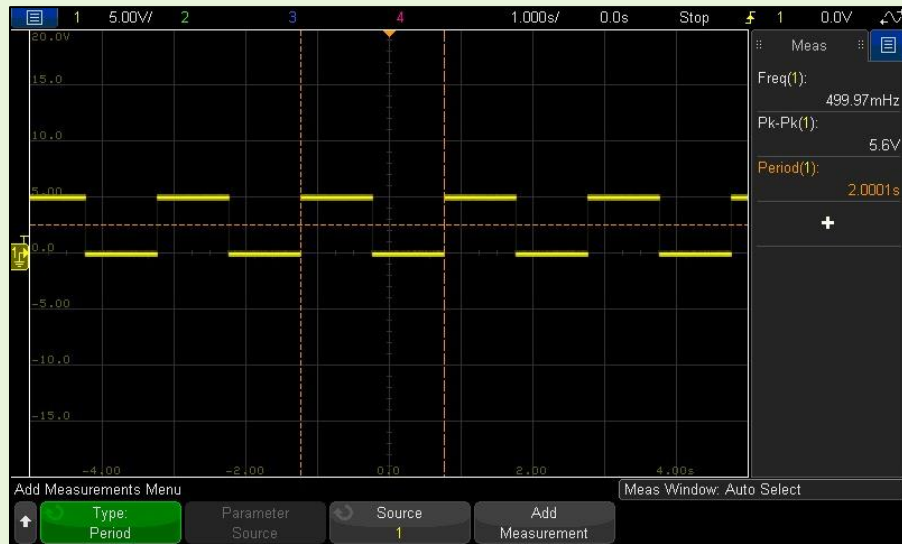 1 5.00V/ 2 3 4 1.000s/ 0.0s Stop 1 0.0V
20.0V
15.0
10.0
5.00
0.0
-5.00
-10.0
-15.0
-4.00 -2.00 0.0 2.00 4.00s
Meas
Freq(1):
499.97mHz
Pk-Pk(1):
5.6V
Period(1):
2.0001s
+
T
1
Add Measurements Menu
Meas Window: Auto Select
Type:
Period
Parameter
Source
Source
1
Add
Measurement